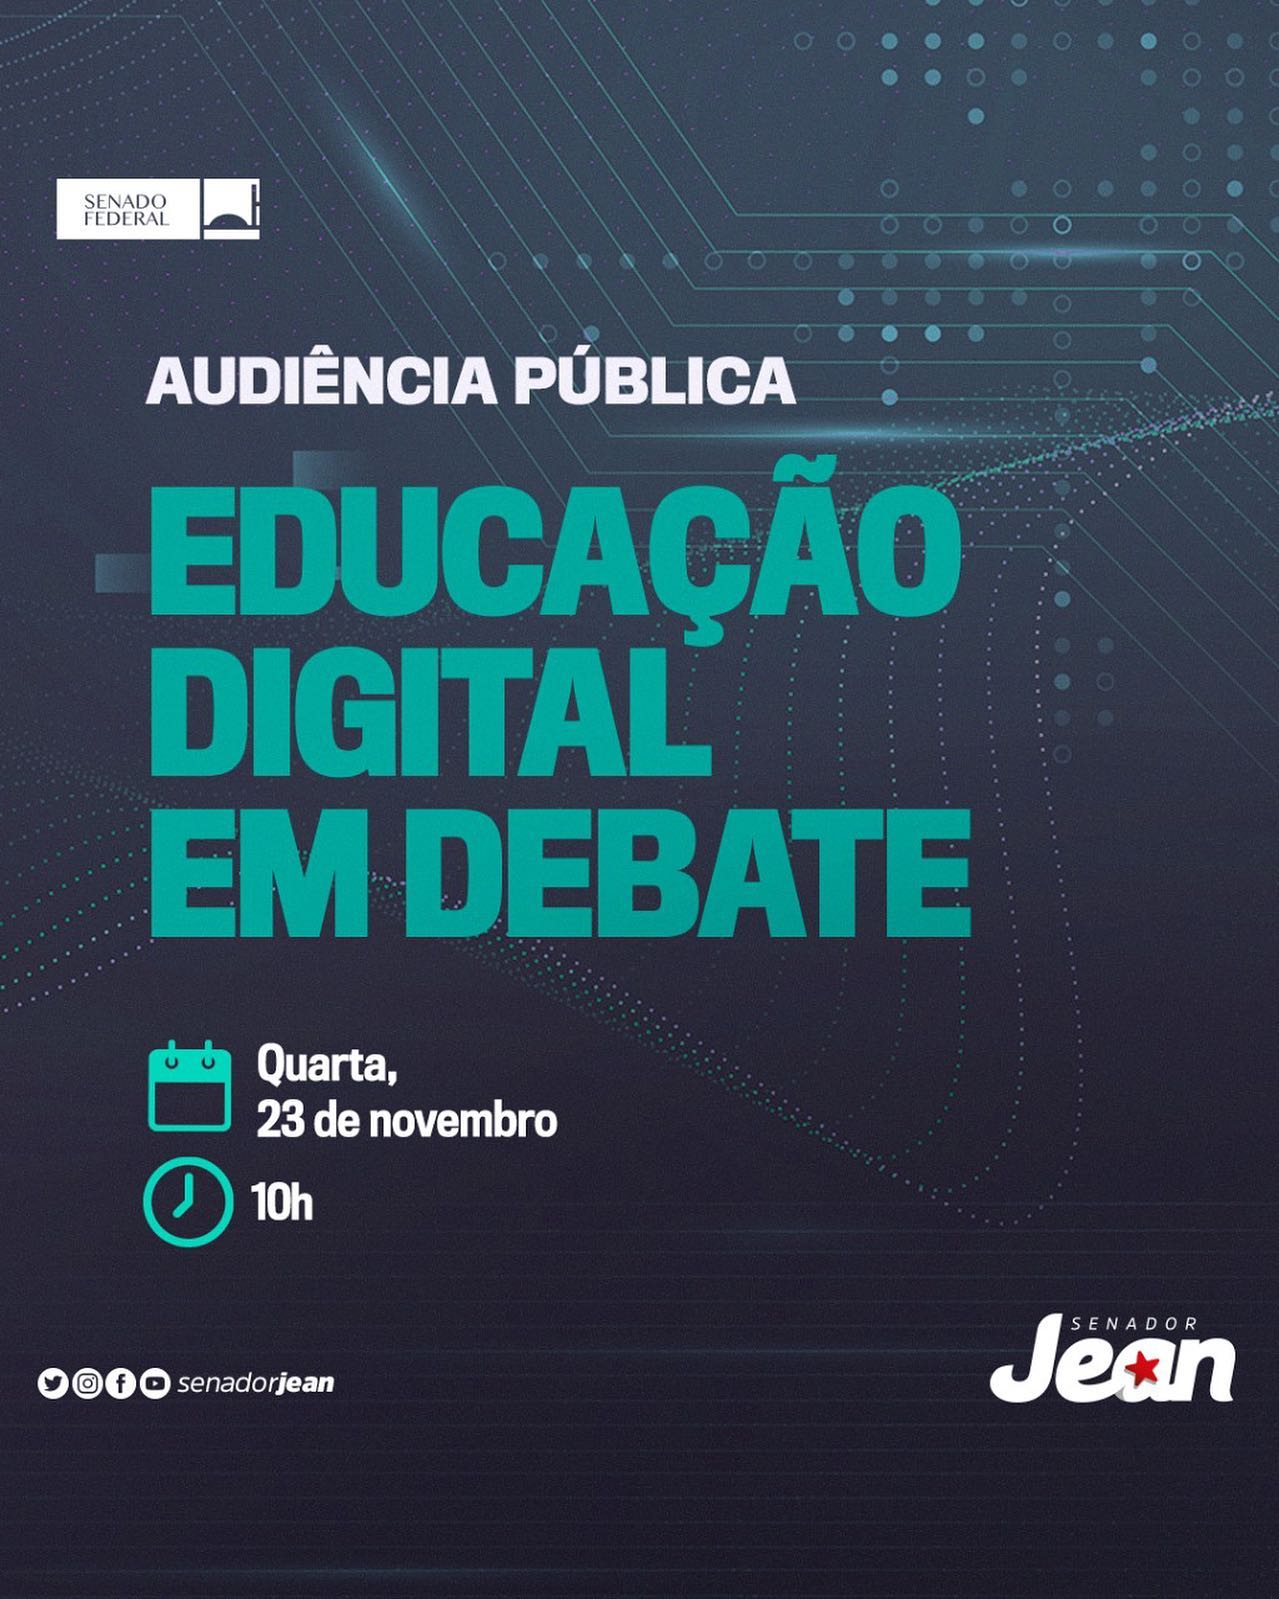 SENADO
FEDERAL
AUDIÊNCIA PÚBLICA
EDUCAÇÃO
DIGITAL
EM DEBATE
Quarta,
23 de novembro
10h
senadorjean
SENADOR
Jean